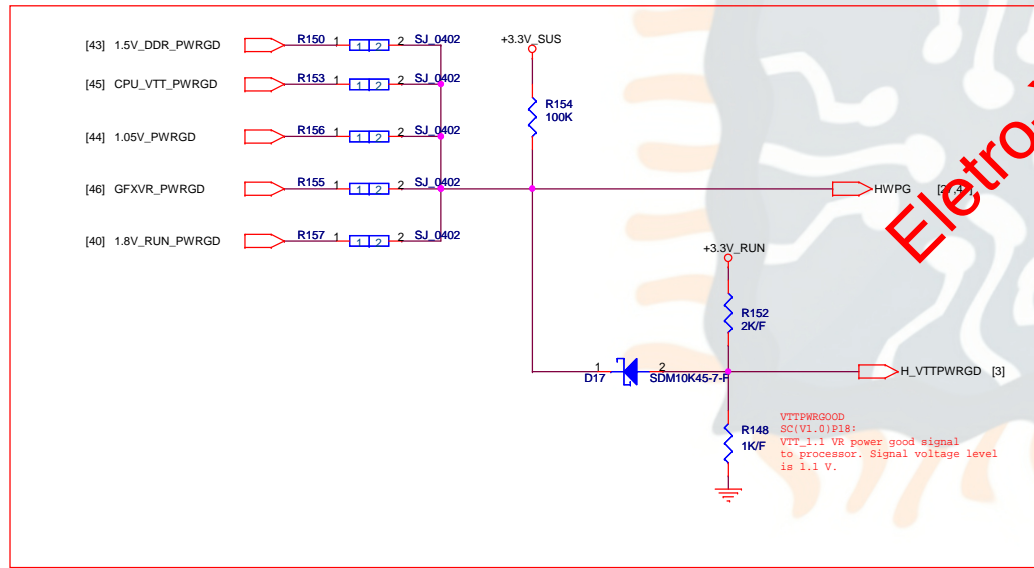 [43] 1.5V_DDR_PWRGD R150 1 1 2 2 SJ_0402
[45] CPU_VTT_PWRGD R153 1 1 2 2 SJ_0402
[44] 1.05V_PWRGD R156 1 1 2 2 SJ_0402
[46] GFXVR_PWRGD R155 1 1 2 2 SJ_0402
[40] 1.8V_RUN_PWRGD R157 1 1 2 2 SJ_0402
+3.3V_SUS
R154
100K
HWPG
Eletro
+3.3V_RUN
R152
2K/F
1 2
D17 SDM10K45-7-F
H_VTTPWRGD [3]
R148
1K/F
VTTPWRGOOD
SC(V1.0)P18:
VTT_1.1 VR power good signal
to processor. Signal voltage level
is 1.1 V.